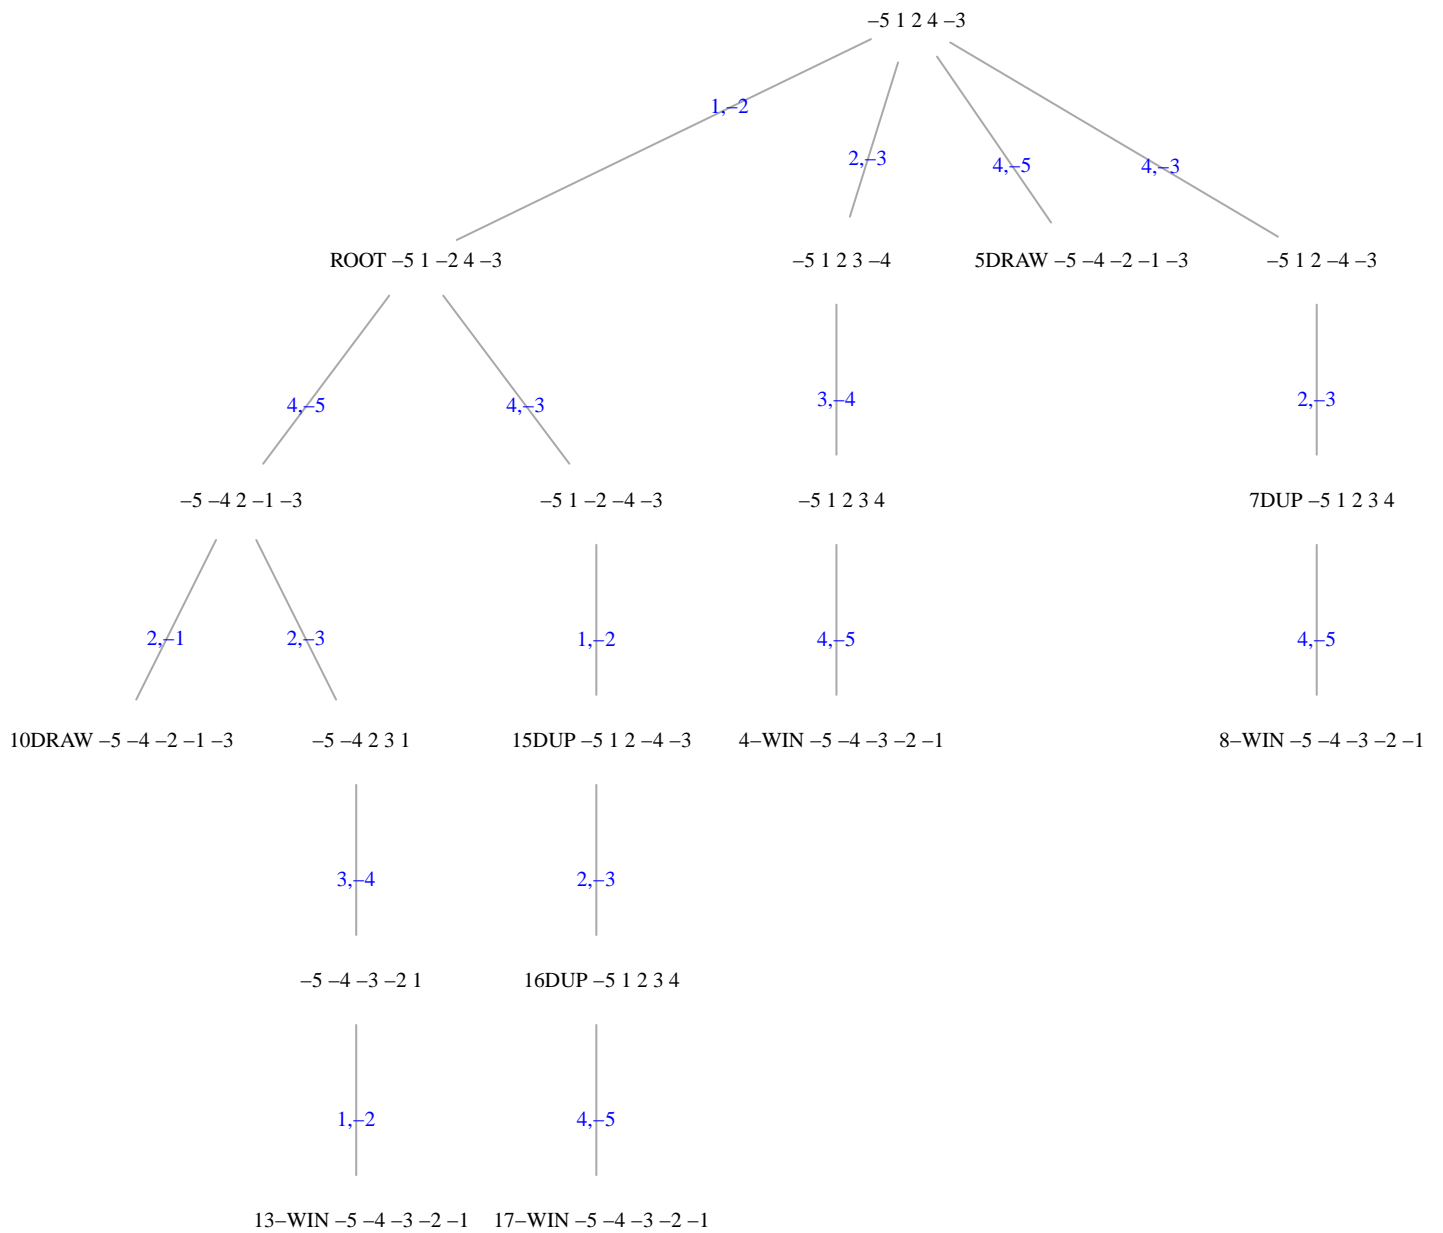 –5 1 2 4 –3
1,–2
2,–3
4,–5
4,–3
ROOT –5 1 –2 4 –3
–5 1 2 3 –4
5DRAW –5 –4 –2 –1 –3
–5 1 2 –4 –3
4,–5
4,–3
3,–4
2,–3
–5 –4 2 –1 –3
–5 1 –2 –4 –3
–5 1 2 3 4
7DUP –5 1 2 3 4
2,–1
2,–3
1,–2
4,–5
4,–5
10DRAW –5 –4 –2 –1 –3
–5 –4 2 3 1
15DUP –5 1 2 –4 –3
4–WIN –5 –4 –3 –2 –1
8–WIN –5 –4 –3 –2 –1
3,–4
2,–3
–5 –4 –3 –2 1
16DUP –5 1 2 3 4
1,–2
4,–5
13–WIN –5 –4 –3 –2 –1
17–WIN –5 –4 –3 –2 –1